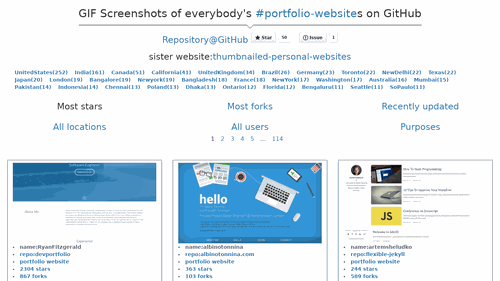 GIF Screenshots of everybody's #portfolio-websites on GitHub
Repository@GitHub Star 50 Issue 1
sister website:thumbnailed-personal-websites
UnitedStates(252) India(161) Canada(51) California(43) UnitedKingdom(34) Brazil(26) Germany(23) Toronto(22) NewDelhi(22) Texas(22)
Japan(20) London(19) Bangalore(19) Newyork(19) Bangladesh(18) France(18) NewYork(17) Washington(17) Australia(16) Mumbai(15)
Pakistan(14) Indonesia(14) Chennai(13) Poland(13) Dhaka(13) Ontario(12) Florida(12) Bengaluru(11) Seattle(11) SoPaulo(11)
Most stars Most forks Recently updated
All locations All users Purposes
1 2 3 4 5 ... 114
hello
JS
name:RyanFitzgerald
repo:devportfolio
portfolio website
2304 stars
867 forks
name:albinotonnina
repo:albinotonnina.com
portfolio website
363 stars
103 forks
name:artemsheludko
repo:flexible-jekyll
portfolio website
244 stars
589 forks